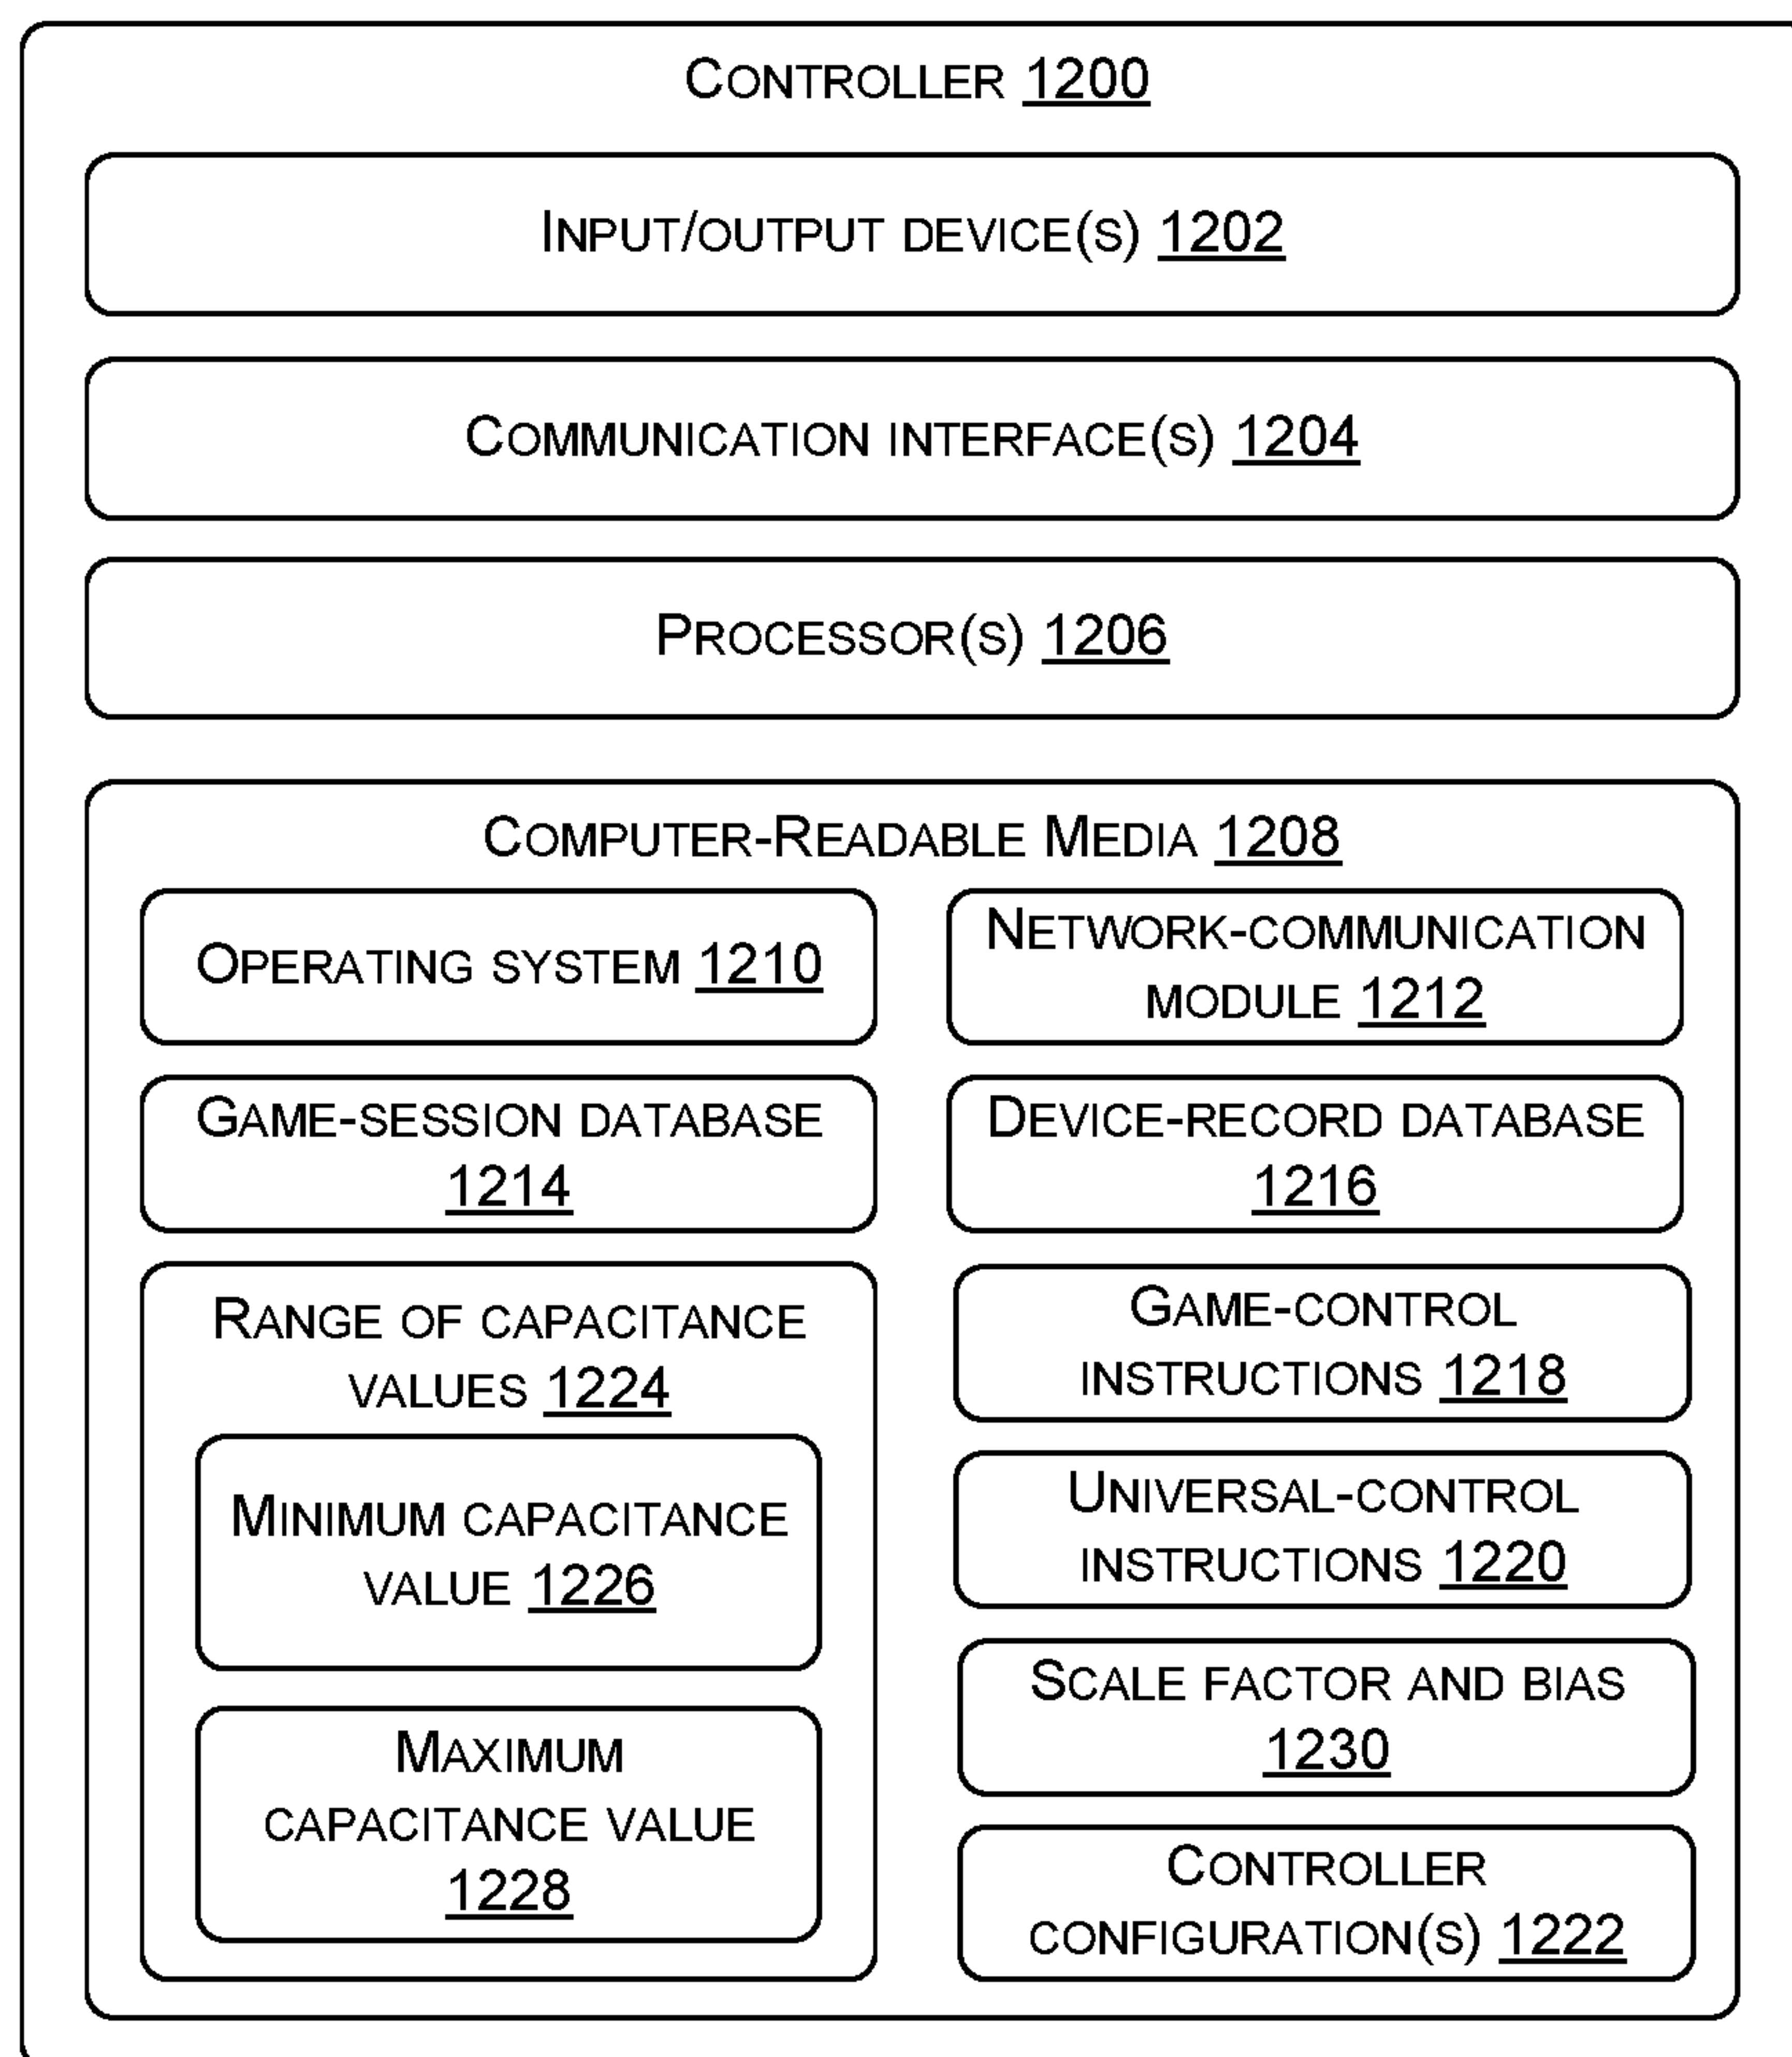 Controller 1200
Input/output device(s) 1202
Communication interface(s) 1204
Processor(s) 1206
Computer-Readable Media 1208
Operating system 1210
Network-communication
module 1212
Game-session database
1214
Device-record database
1216
Range of capacitance
values 1224
Minimum capacitance
value 1226
Maximum
capacitance value
1228
Game-control
instructions 1218
Universal-control
instructions 1220
Scale factor and bias
1230
Controller
configuration(s) 1222